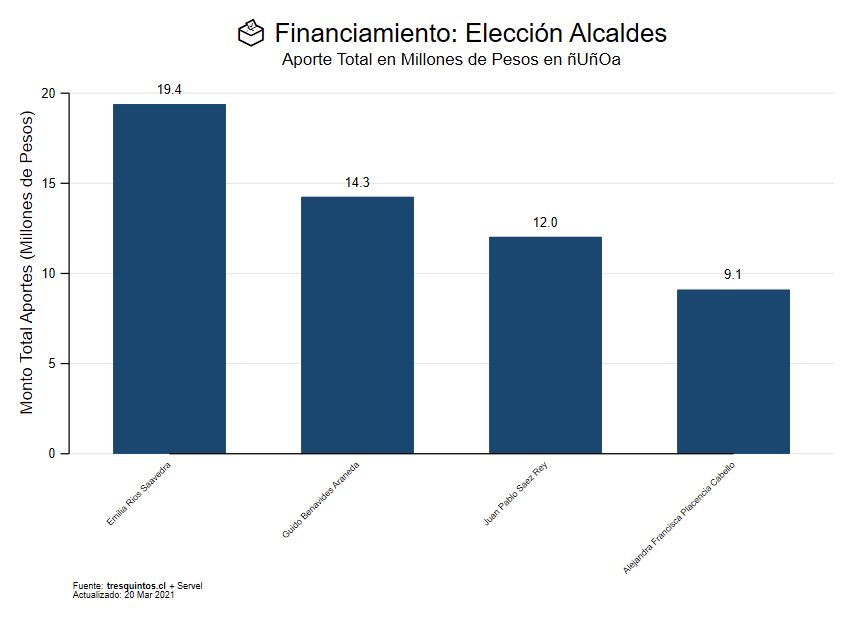 Financiamiento: Elección Alcaldes
Aporte Total en Millones de Pesos en ñUñOa
Monto Total Aportes (Millones de Pesos)
20
15
10
5
0
19.4
14.3
12.0
9.1
Emilia Rios Saavedra
Guido Benavides Araneda
Juan Pablo Saez Rey
Alejandra Francisca Placencia Cabello
Fuente: tresquintos.cl + Servel
Actualizado: 20 Mar 2021